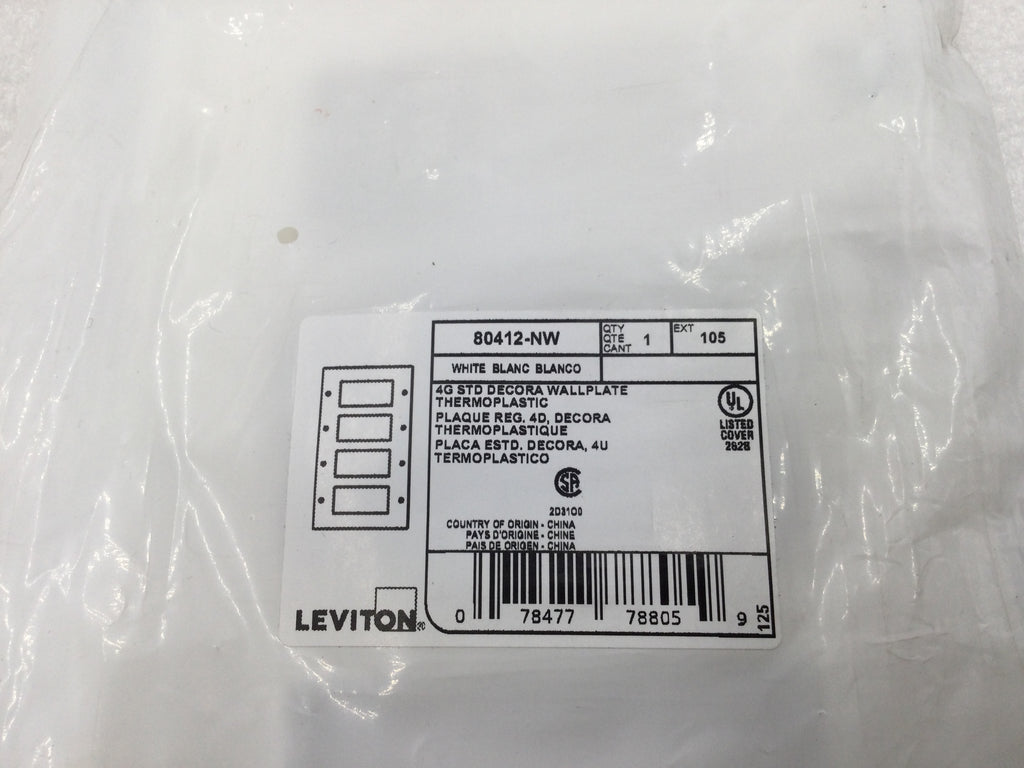 80412-NW
QTY
QTE 1
CANT
EXT 105
WHITE BLANC BLANCO
4G STD DECORA WALLPLATE
THERMOPLASTIC
PLAQUE REG. 4D, DECORA
THERMOPLASTIQUE
PLACA ESTD. DECORA, 4U
TERMOPLASTICO
UL
LISTED
COVER
262B
SA
2D31O0
COUNTRY OF ORIGIN - CHINA
PAYS D'ORIGINE - CHINE
PAIS DE ORIGEN - CHINA
LEVITON®
0 78477 78805 9
125